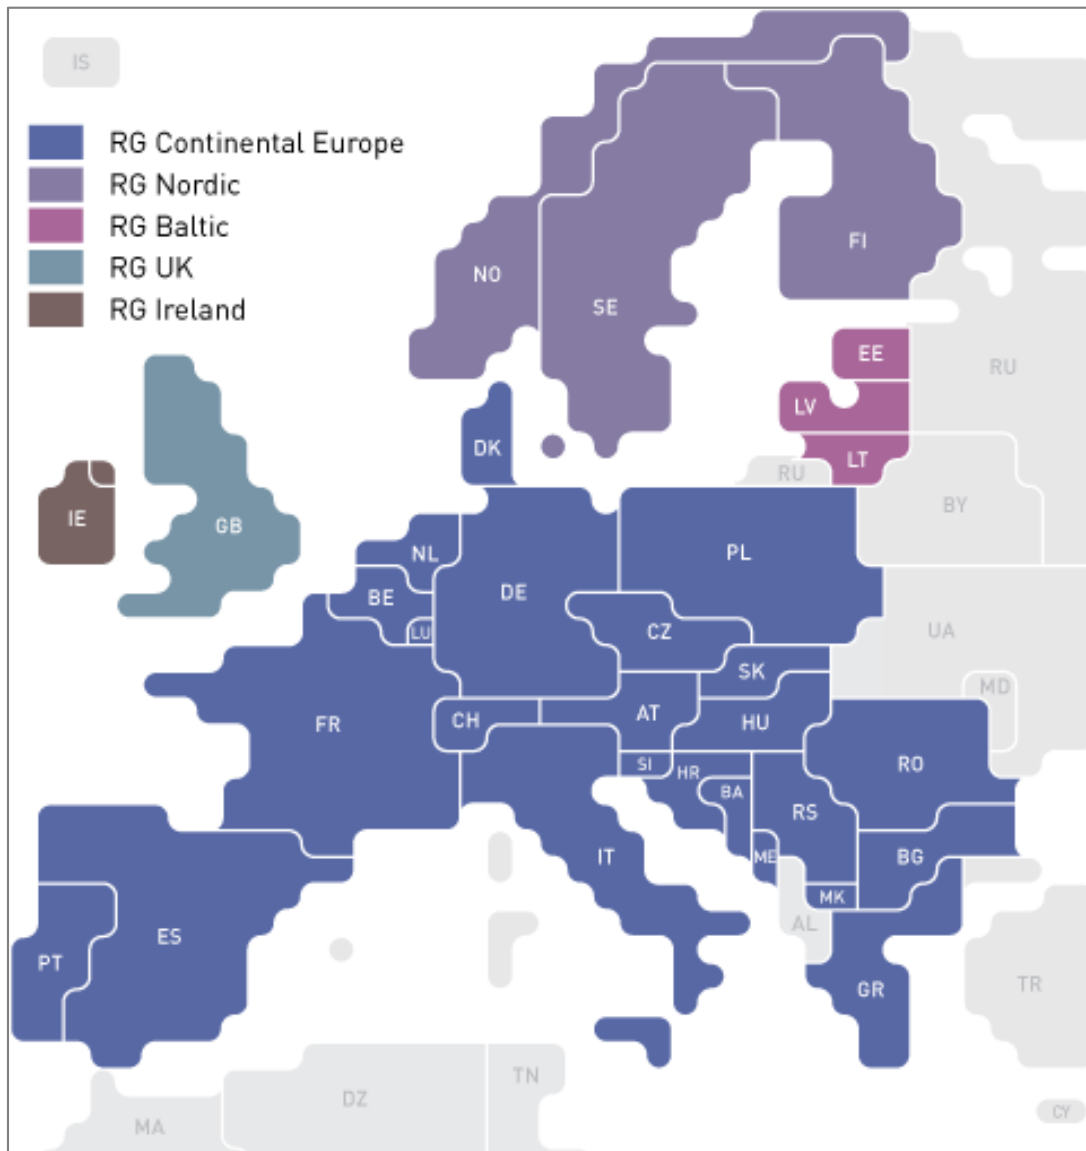 IS
RG Continental Europe
RG Nordic
RG Baltic
RG UK
RG Ireland
NO
SE
FI
RU
EE
LV
LT
RU
BY
DK
IE
GB
NL
BE
LU
DE
PL
CZ
SK
UA
MD
FR
CH
AT
HU
SI
HR
BA
RS
RO
IT
ME
BG
MK
AL
ES
PT
GR
TR
MA
DZ
TN
CY